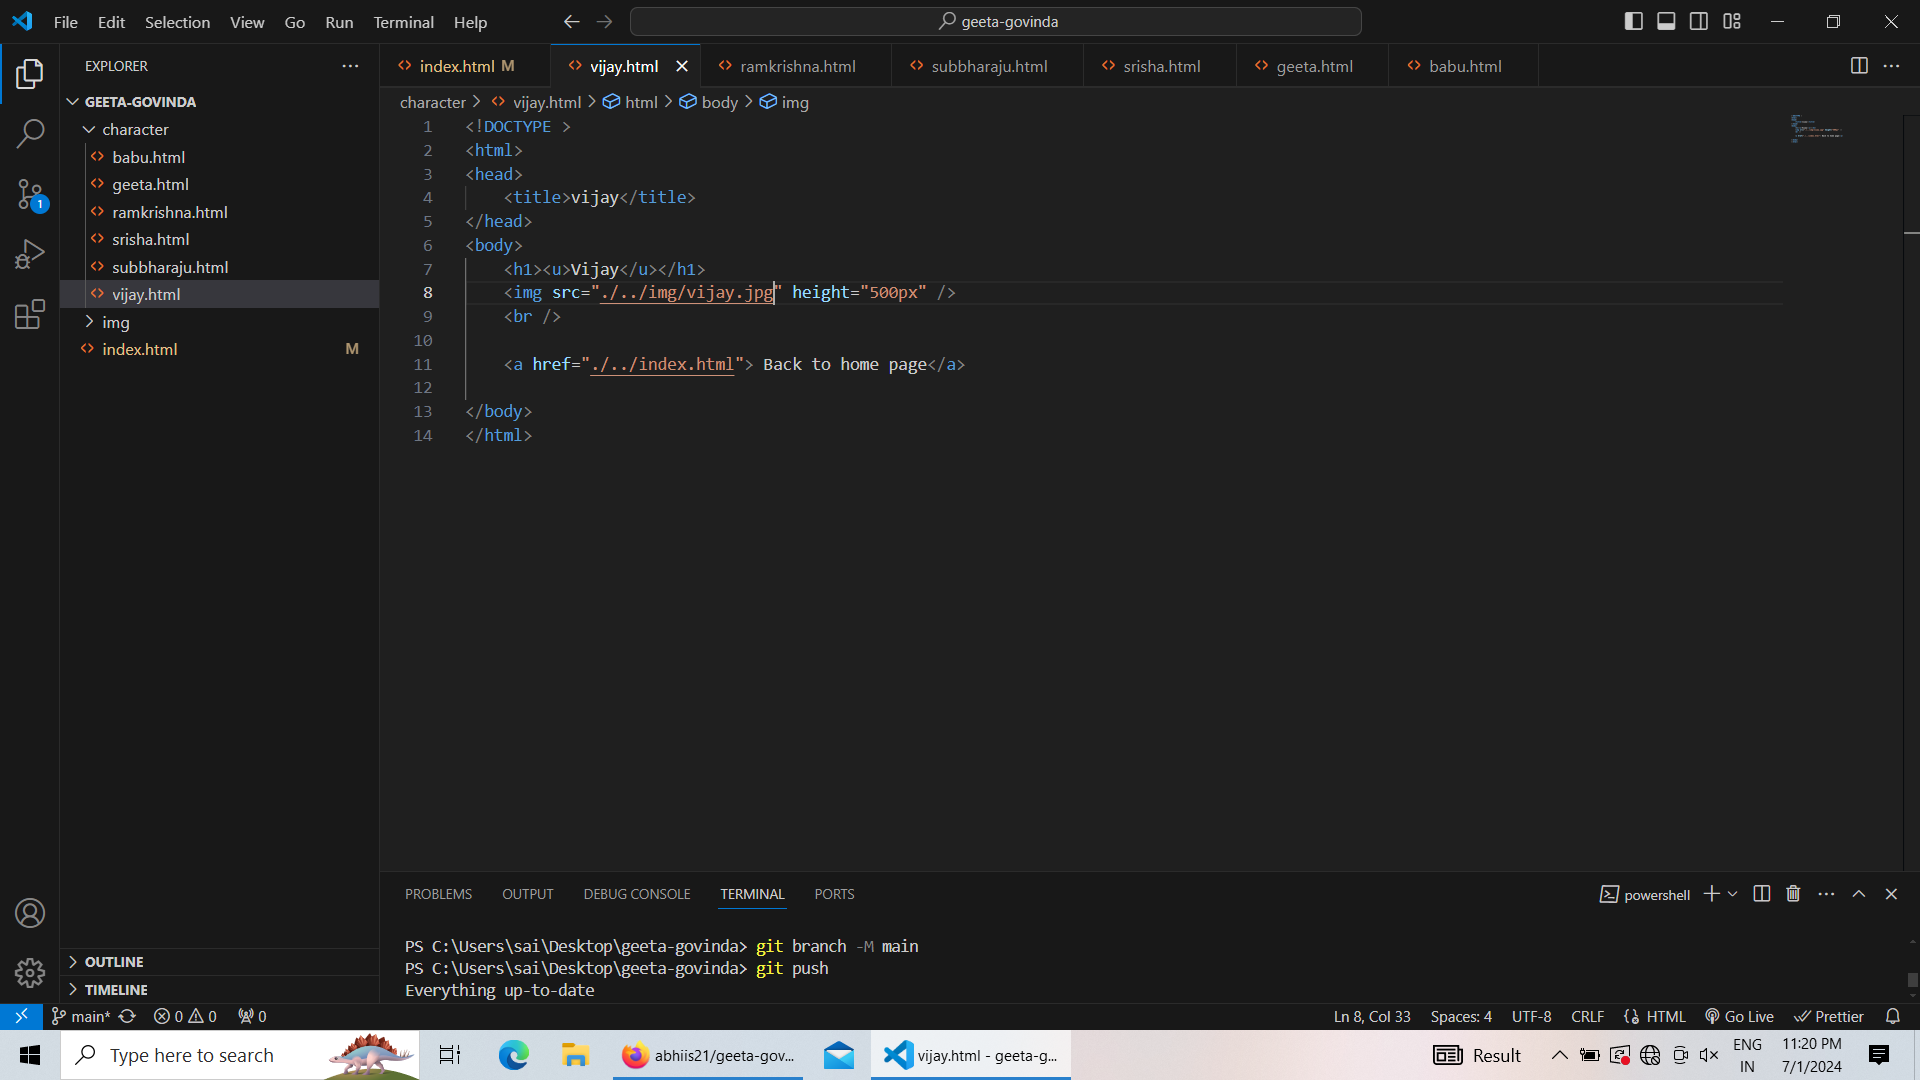 File Edit Selection View Go Run Terminal Help
geeta-govinda
EXPLORER
GEETA-GOVINDA
character
babu.html
geeta.html
ramkrishna.html
srisha.html
subbharaju.html
vijay.html
img
index.html M
OUTLINE
TIMELINE
index.html M vijay.html ramkrishna.html subbharaju.html srisha.html geeta.html babu.html
character > vijay.html > html > body > img
1 <!DOCTYPE >
2 <html>
3 <head>
4 <title>vijay</title>
5 </head>
6 <body>
7 <h1><u>Vijay</u></h1>
8 <img src="./../img/vijay.jpg" height="500px" />
9 <br />
10
11 <a href="./../index.html"> Back to home page</a>
12
13 </body>
14 </html>
PROBLEMS OUTPUT DEBUG CONSOLE TERMINAL PORTS
powershell
PS C:\Users\sai\Desktop\geeta-govinda> git branch -M main
PS C:\Users\sai\Desktop\geeta-govinda> git push
Everything up-to-date
1
main* 0 0 0
Ln 8, Col 33 Spaces: 4 UTF-8 CRLF HTML Go Live Prettier
Type here to search
abhiis21/geeta-gov...
vijay.html - geeta-g...
Result
ENG
IN
11:20 PM
7/1/2024